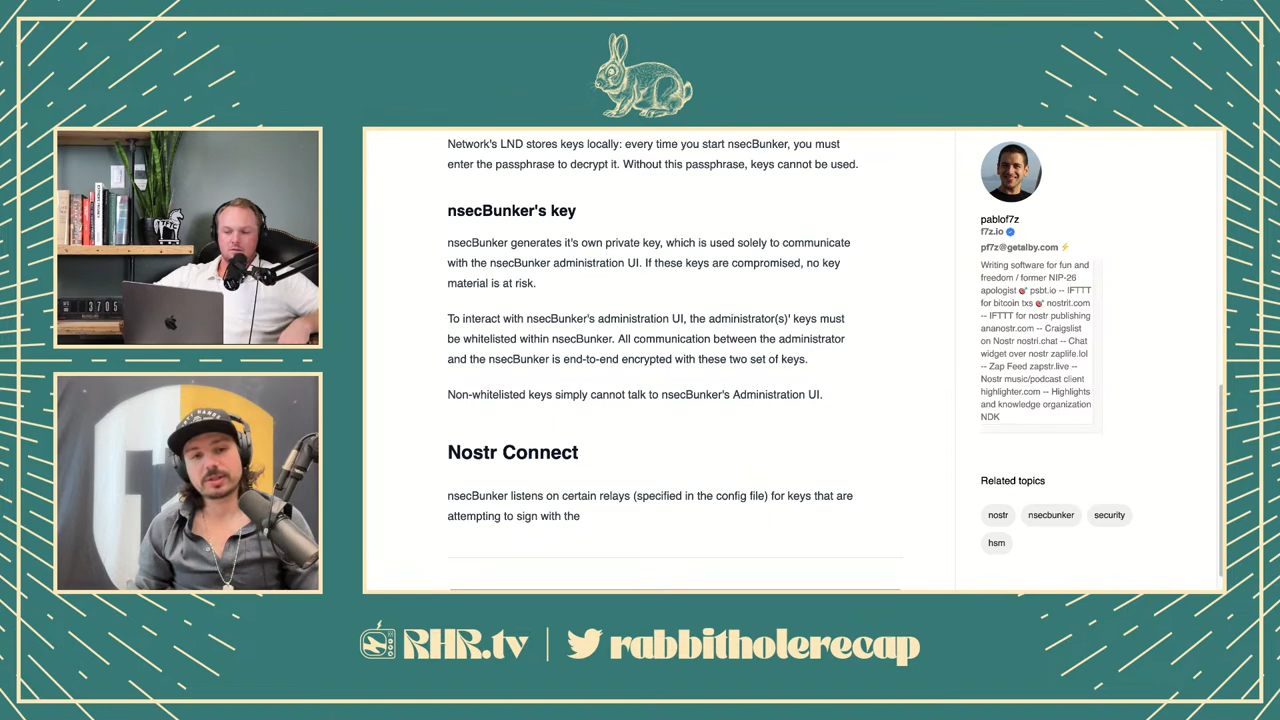 Network's LND stores keys locally: every time you start nsecBunker, you must
enter the passphrase to decrypt it. Without this passphrase, keys cannot be used.
nsecBunker's key
nsecBunker generates it's own private key, which is used solely to communicate
with the nsecBunker administration UI. If these keys are compromised, no key
material is at risk.
To interact with nsecBunker's administration UI, the administrator(s)' keys must
be whitelisted within nsecBunker. All communication between the administrator
and the nsecBunker is end-to-end encrypted with these two set of keys.
Non-whitelisted keys simply cannot talk to nsecBunker's Administration UI.
Nostr Connect
nsecBunker listens on certain relays (specified in the config file) for keys that are
attempting to sign with the
pablof7z
f7z.io
pf7z@getalby.com ⚡
Writing software for fun and
freedom / former NIP-26
apologist 🎯 psbt.io -- IFTTT
for bitcoin txs 🎯 nostrit.com
-- IFTTT for nostr publishing
ananostr.com -- Craigslist
on Nostr nostri.chat -- Chat
widget over nostr zaplife.lol
-- Zap Feed zapstr.live --
Nostr music/podcast client
highlighter.com -- Highlights
and knowledge organization
NDK
Related topics
nostr nsecbunker security
hsm
3705
RHR.tv | rabbitholerecap